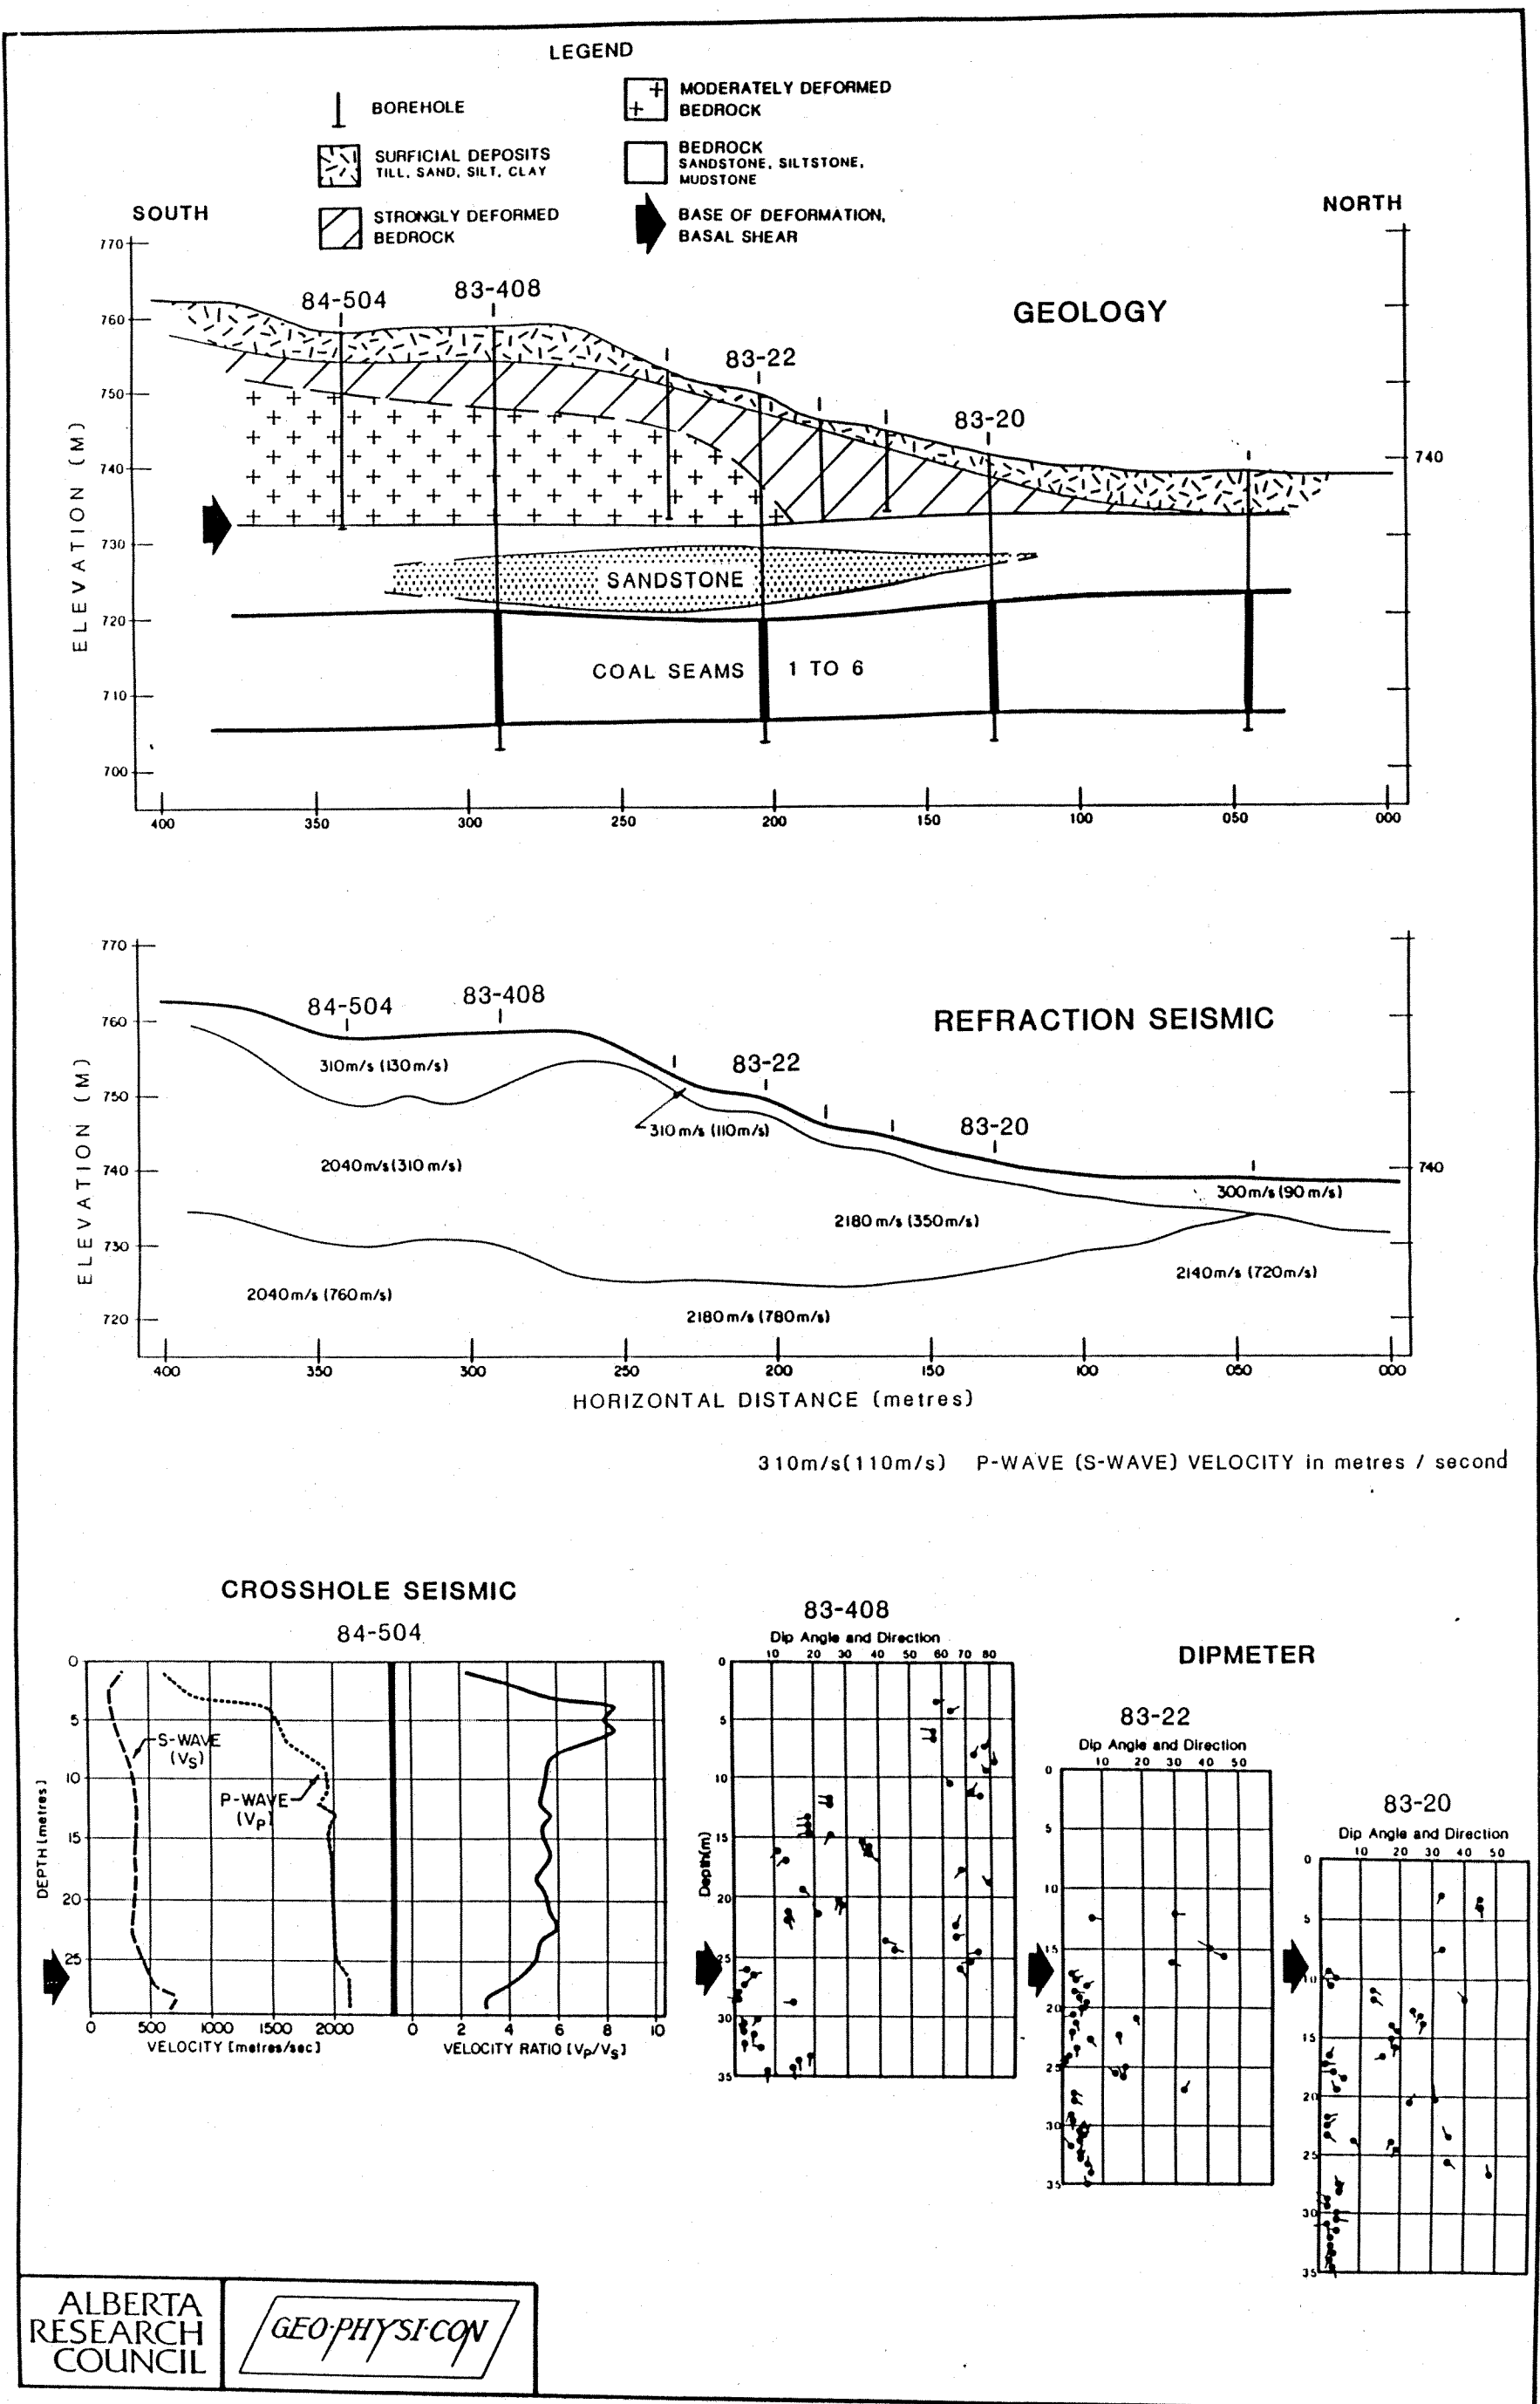 LEGEND
BOREHOLE
SURFICIAL DEPOSITS
TILL, SAND, SILT, CLAY
STRONGLY DEFORMED
BEDROCK
MODERATELY DEFORMED
BEDROCK
BEDROCK
SANDSTONE, SILTSTONE,
MUDSTONE
BASE OF DEFORMATION,
BASAL SHEAR
SOUTH
NORTH
GEOLOGY
84-504
83-408
83-22
83-20
ELEVATION (M)
770
760
750
740
730
720
710
700
740
SANDSTONE
COAL SEAMS 1 TO 6
400 350 300 250 200 150 100 050 000
REFRACTION SEISMIC
84-504
83-408
83-22
83-20
ELEVATION (M)
770
760
750
740
730
720
740
310m/s (130m/s)
310m/s (110m/s)
2040m/s (310m/s)
300m/s (90m/s)
2180m/s (350m/s)
2140m/s (720m/s)
2040m/s (760m/s)
2180m/s (780m/s)
400 350 300 250 200 150 100 050 000
HORIZONTAL DISTANCE (metres)
310m/s(110m/s) P-WAVE (S-WAVE) VELOCITY in metres / second
CROSSHOLE SEISMIC
84-504
DEPTH (metres)
0
5
10
15
20
25
S-WAVE
(VS)
P-WAVE
(Vp)
0 500 1000 1500 2000
VELOCITY (metres/sec)
0 2 4 6 8 10
VELOCITY RATIO (Vp/Vs)
DIPMETER
83-408
Dip Angle and Direction
10 20 30 40 60 70 80
Depth(m)
0
5
10
15
20
25
30
35
83-22
Dip Angle and Direction
10 20 30 40 50
0
5
10
15
20
25
30
35
83-20
Dip Angle and Direction
10 20 30 40 50
0
5
10
15
20
25
30
35
ALBERTA
RESEARCH
COUNCIL
GEO·PHYSI·CON